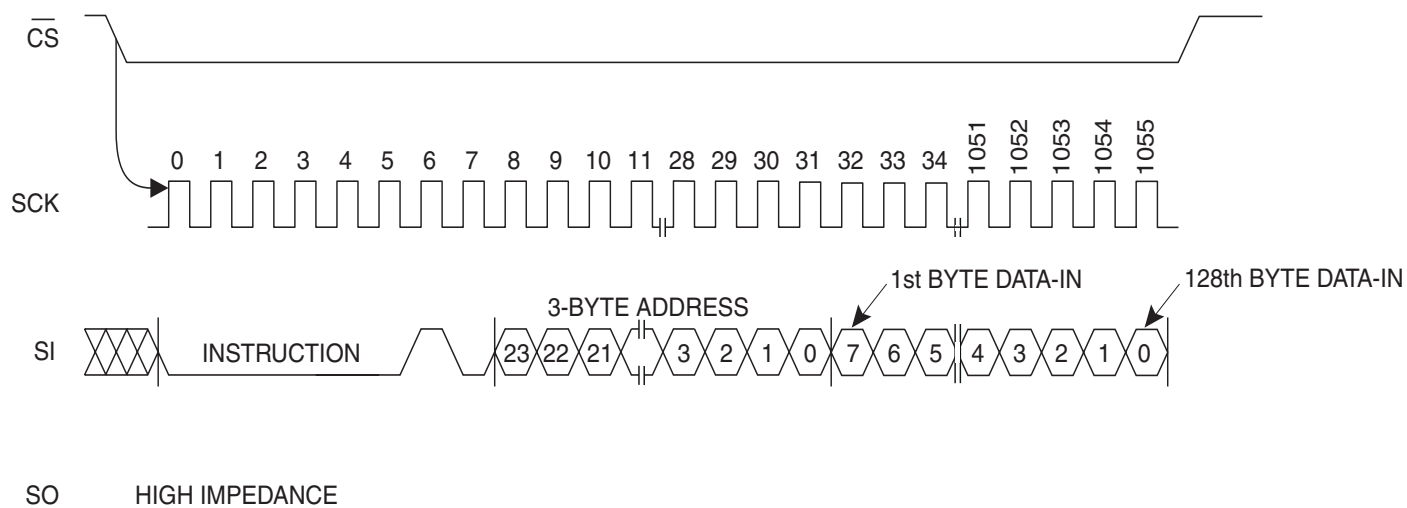 CS
0 1 2 3 4 5 6 7 8 9 10 11 28 29 30 31 32 33 34 1051 1052 1053 1054 1055
SCK
1st BYTE DATA-IN 128th BYTE DATA-IN
3-BYTE ADDRESS
SI INSTRUCTION 23 22 21 3 2 1 0 7 6 5 4 3 2 1 0
SO HIGH IMPEDANCE